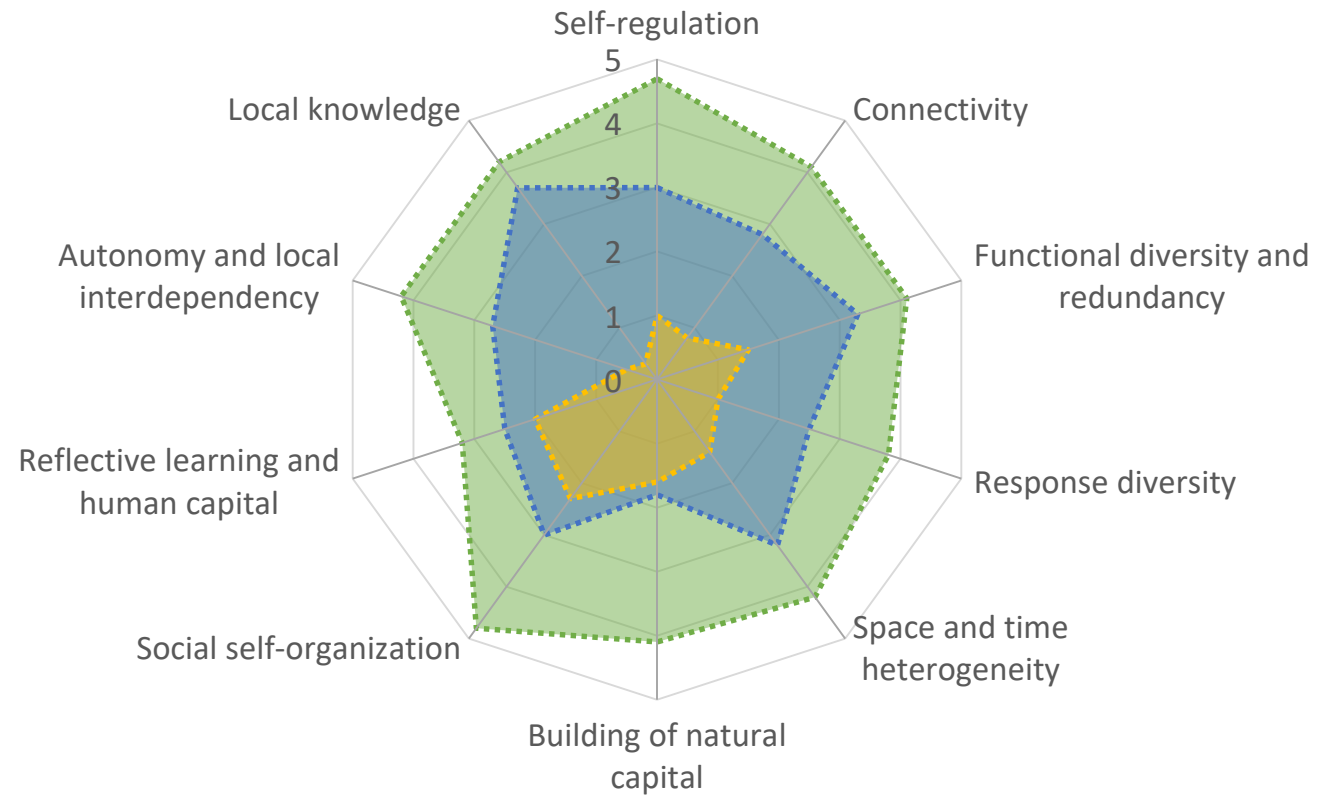 Self-regulation
5
Local knowledge
Connectivity
4
3
Autonomy and local
interdependency
Functional diversity and
redundancy
2
1
0
Reflective learning and
human capital
Response diversity
Social self-organization
Space and time
heterogeneity
Building of natural
capital